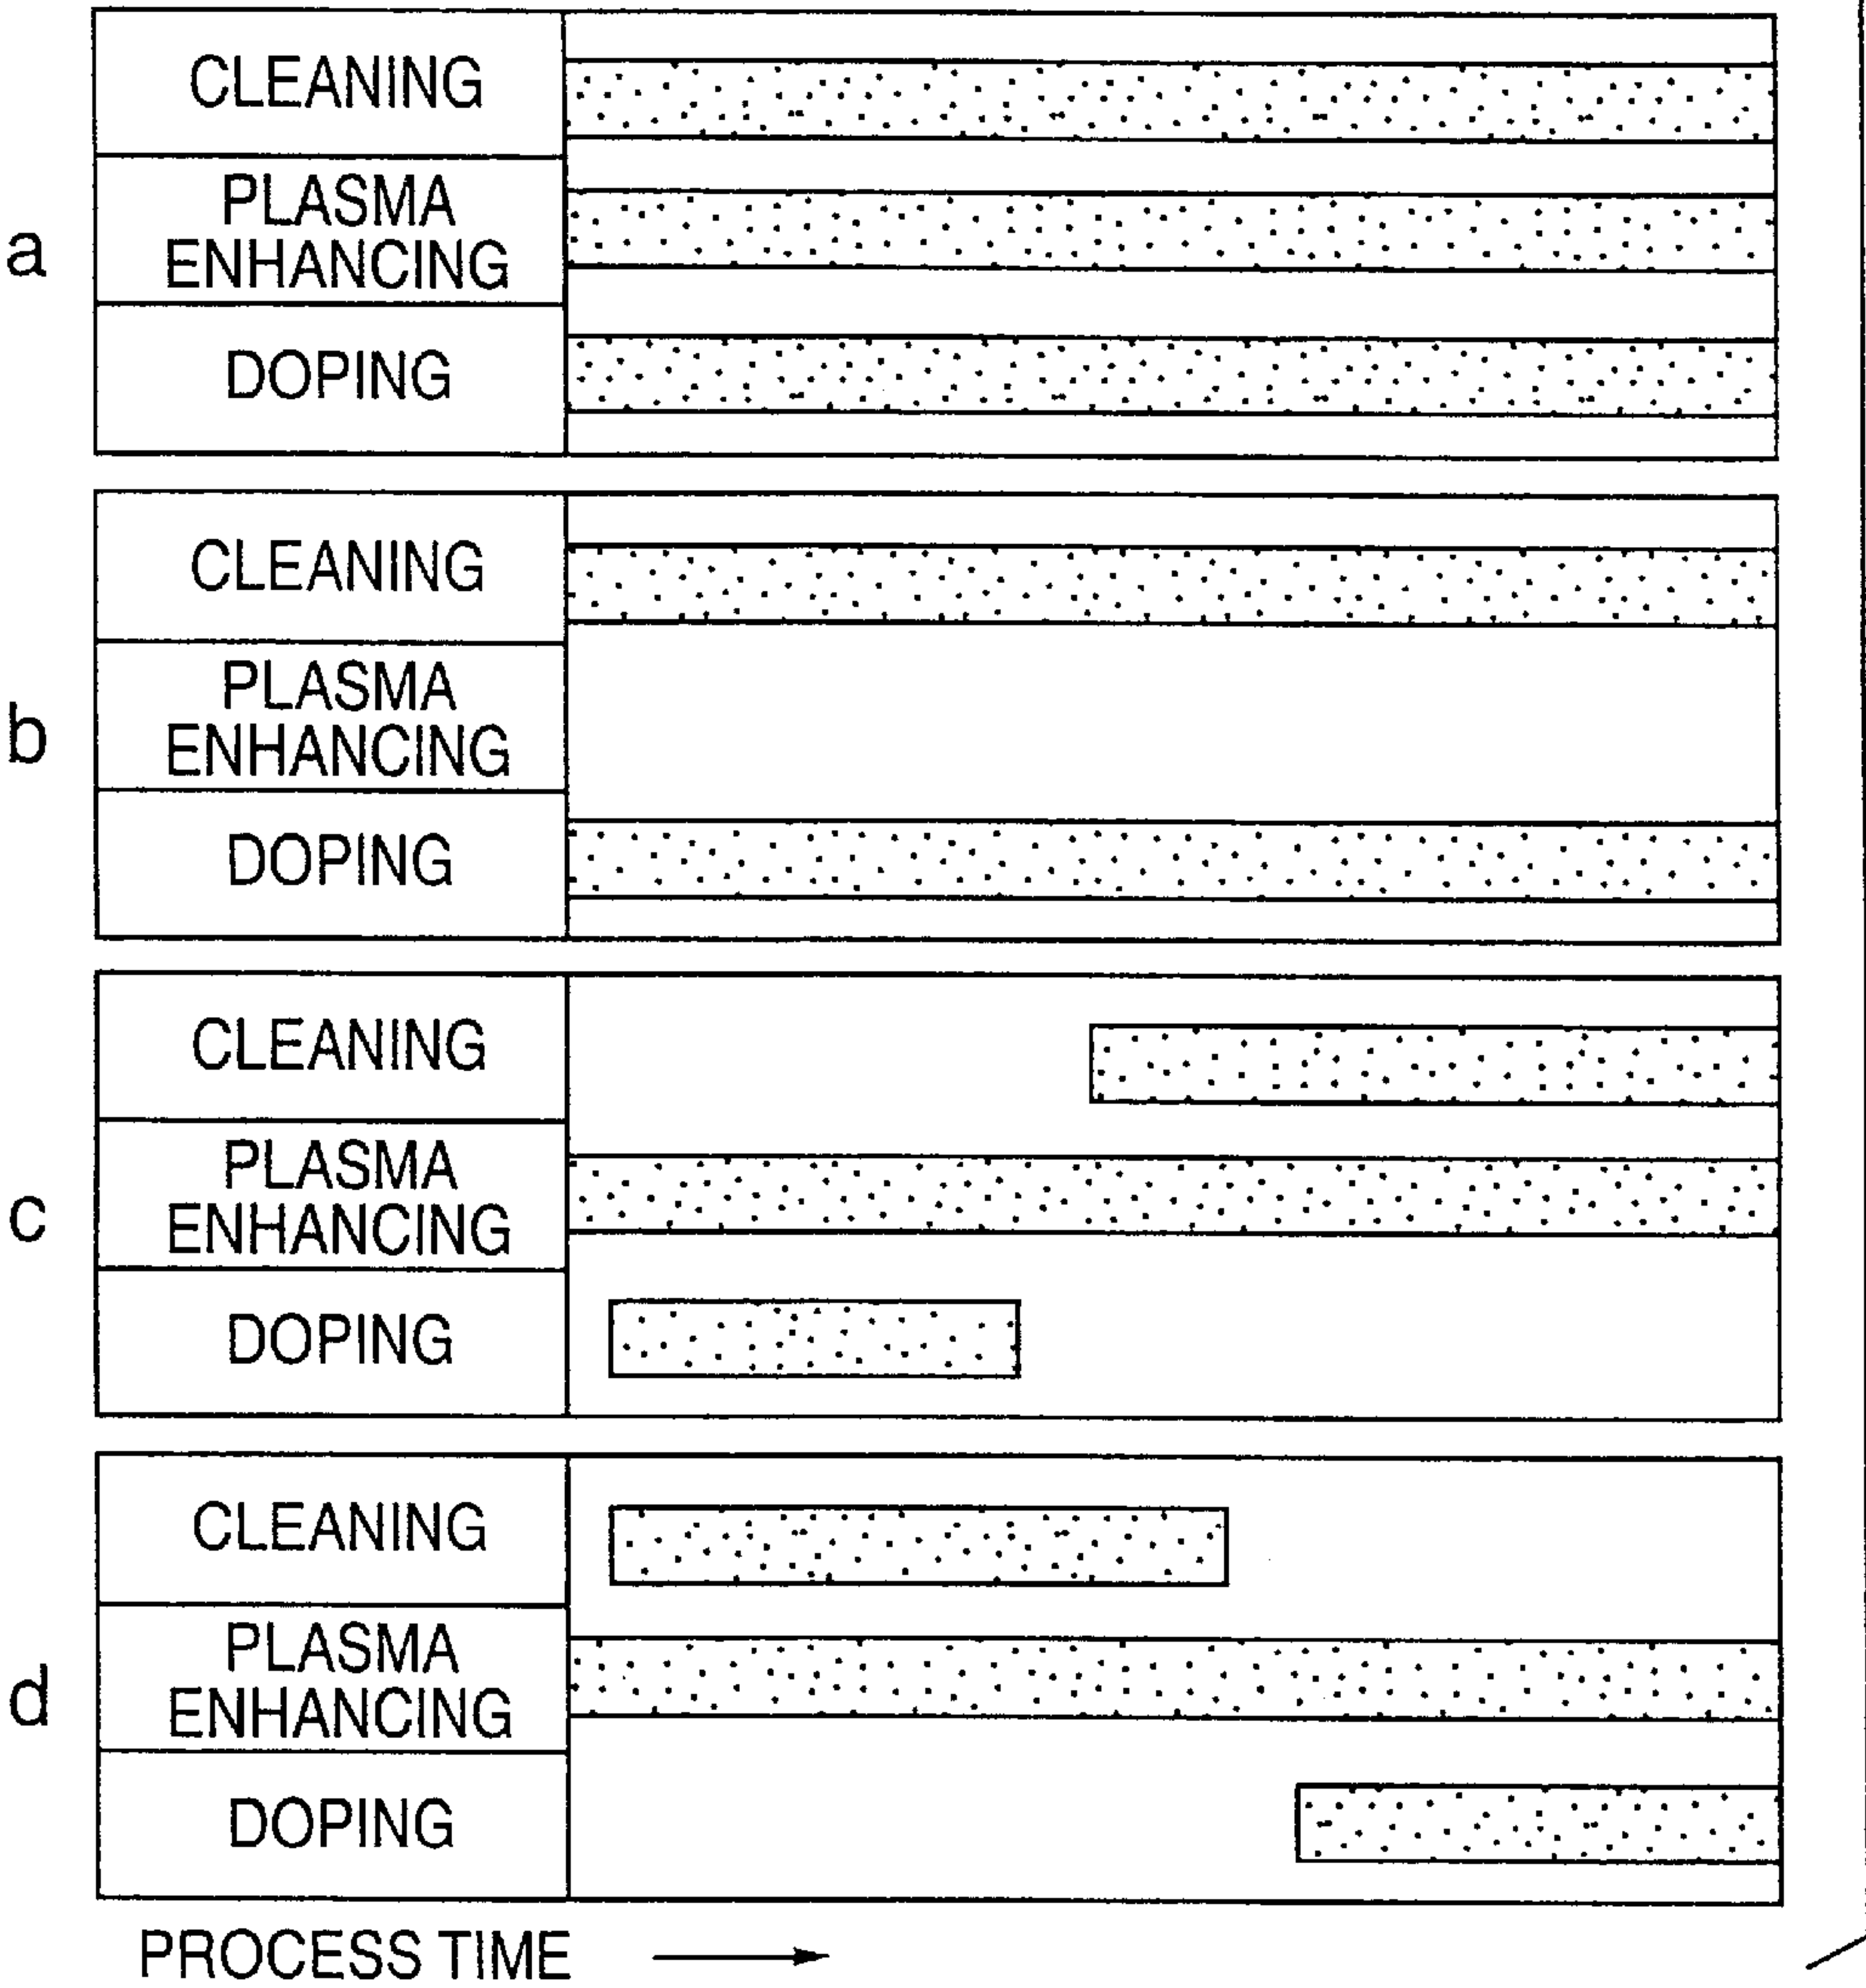 a
CLEANING
PLASMA
ENHANCING
DOPING
b
CLEANING
PLASMA
ENHANCING
DOPING
c
CLEANING
PLASMA
ENHANCING
DOPING
d
CLEANING
PLASMA
ENHANCING
DOPING
PROCESS TIME